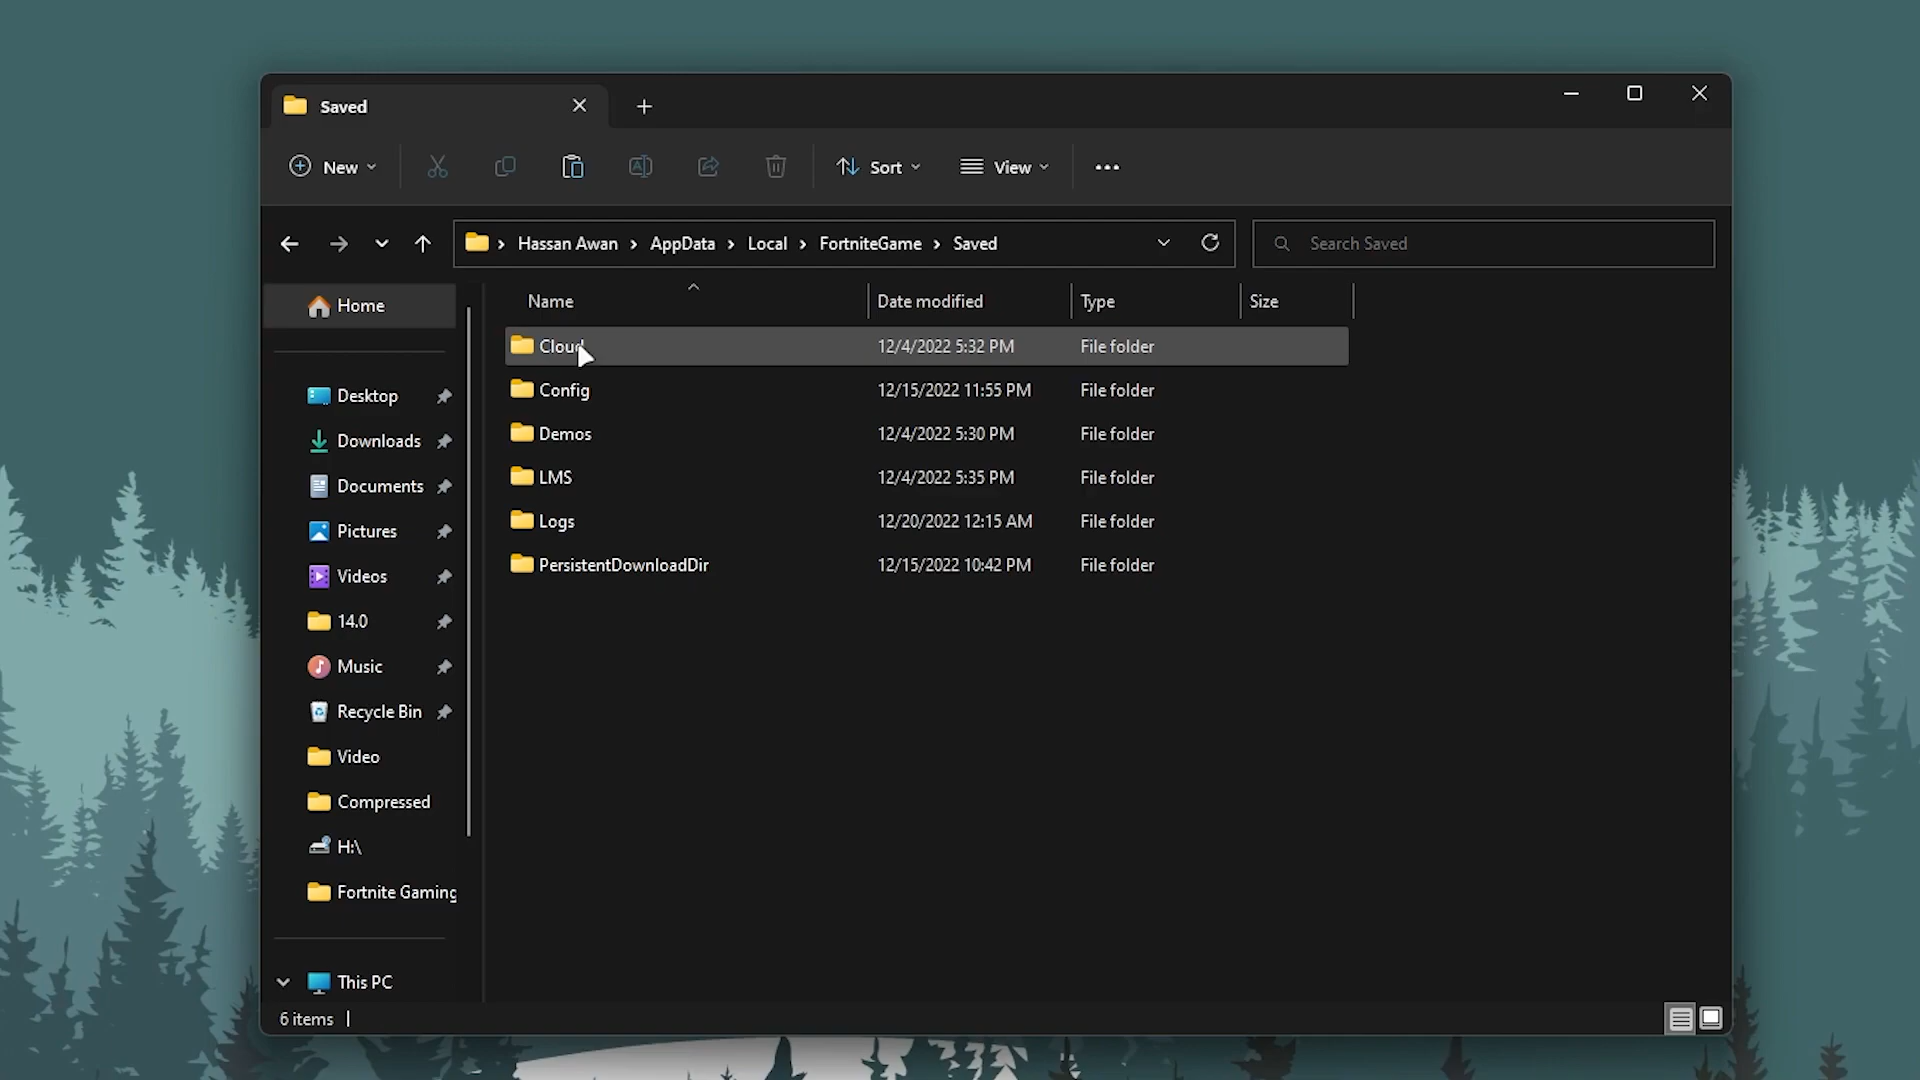 Saved
New
Sort
View
Hassan Awan > AppData > Local > FortniteGame > Saved
Search Saved
Name Date modified Type Size
Home
Cloud 12/4/2022 5:32 PM File folder
Config 12/15/2022 11:55 PM File folder
Demos 12/4/2022 5:30 PM File folder
LMS 12/4/2022 5:35 PM File folder
Logs 12/20/2022 12:15 AM File folder
PersistentDownloadDir 12/15/2022 10:42 PM File folder
Desktop
Downloads
Documents
Pictures
Videos
14.0
Music
Recycle Bin
Video
Compressed
H:\
Fortnite Gaming
This PC
6 items